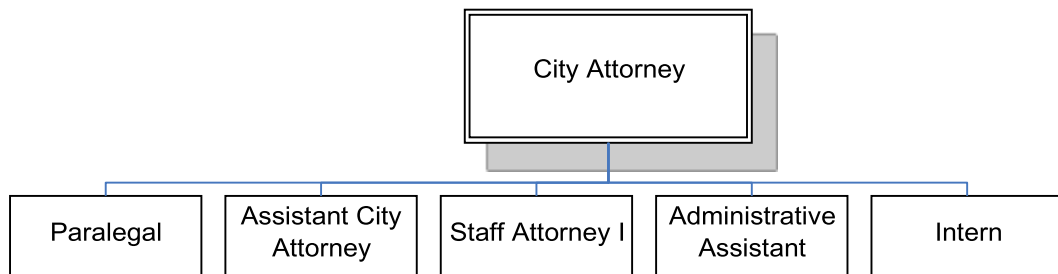 City Attorney
Paralegal
Assistant City
Attorney
Staff Attorney I
Administrative
Assistant
Intern